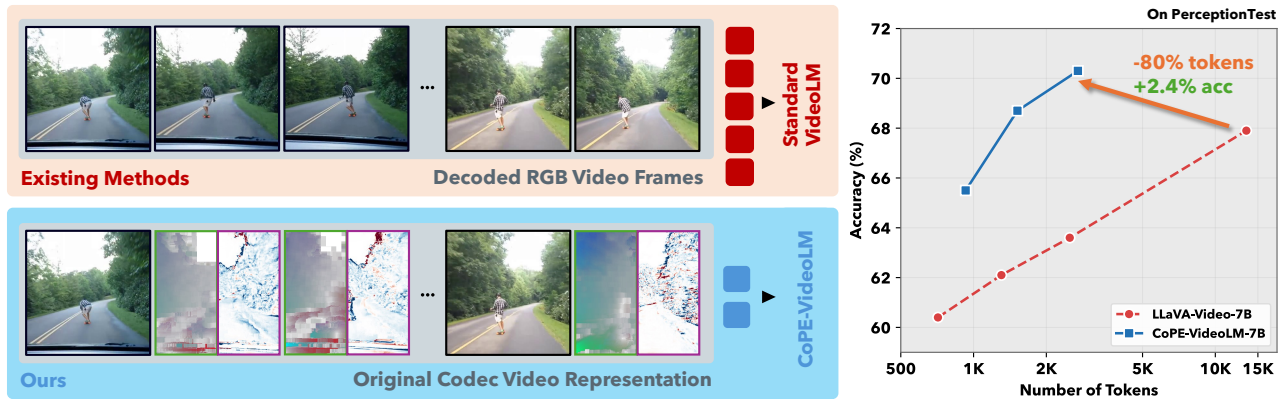 ...
Standard
VideoLM
Existing Methods
Decoded RGB Video Frames
...
CoPE-VideoLM
Ours
Original Codec Video Representation
On PerceptionTest
72
70
68
66
64
62
60
Accuracy (%)
-80% tokens
+2.4% acc
LLaVA-Video-7B
CoPE-VideoLM-7B
500
1K
2K
5K
10K
15K
Number of Tokens